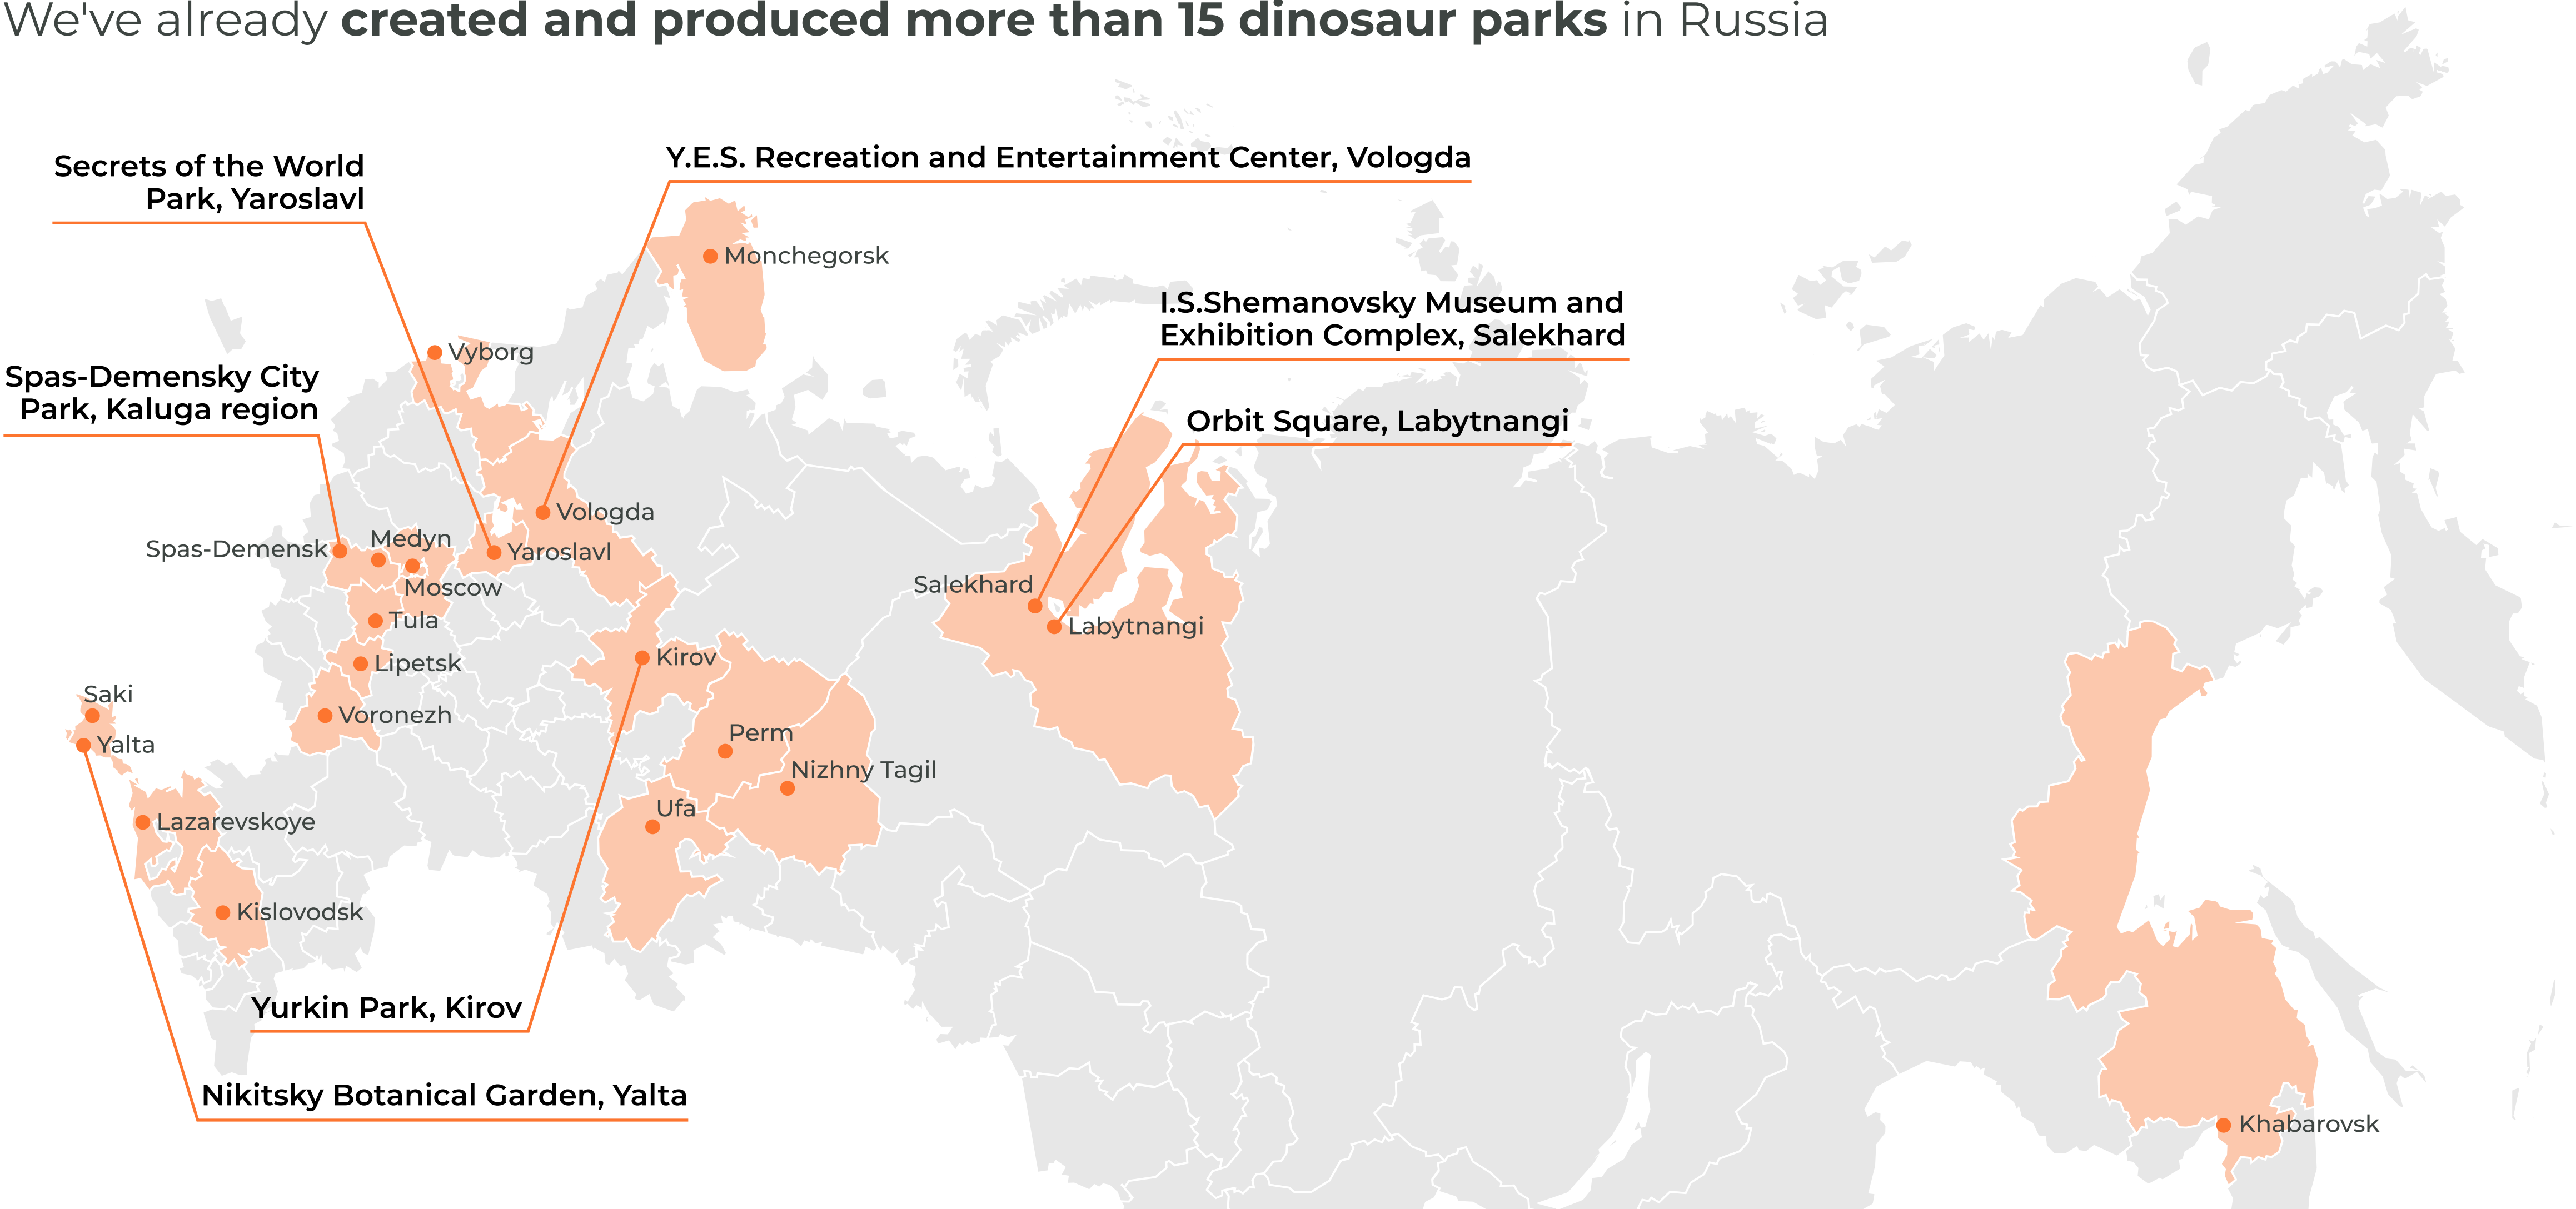 We've already created and produced more than 15 dinosaur parks in Russia
Secrets of the World
Park, Yaroslavl
Y.E.S. Recreation and Entertainment Center, Vologda
Monchegorsk
I.S.Shemanovsky Museum and
Exhibition Complex, Salekhard
Vyborg
Spas-Demensky City
Park, Kaluga region
Orbit Square, Labytnangi
Vologda
Spas-Demensk
Medyn
Yaroslavl
Moscow
Salekhard
Tula
Labytnangi
Lipetsk
Kirov
Saki
Voronezh
Yalta
Perm
Nizhny Tagil
Ufa
Lazarevskoye
Kislovodsk
Yurkin Park, Kirov
Nikitsky Botanical Garden, Yalta
Khabarovsk